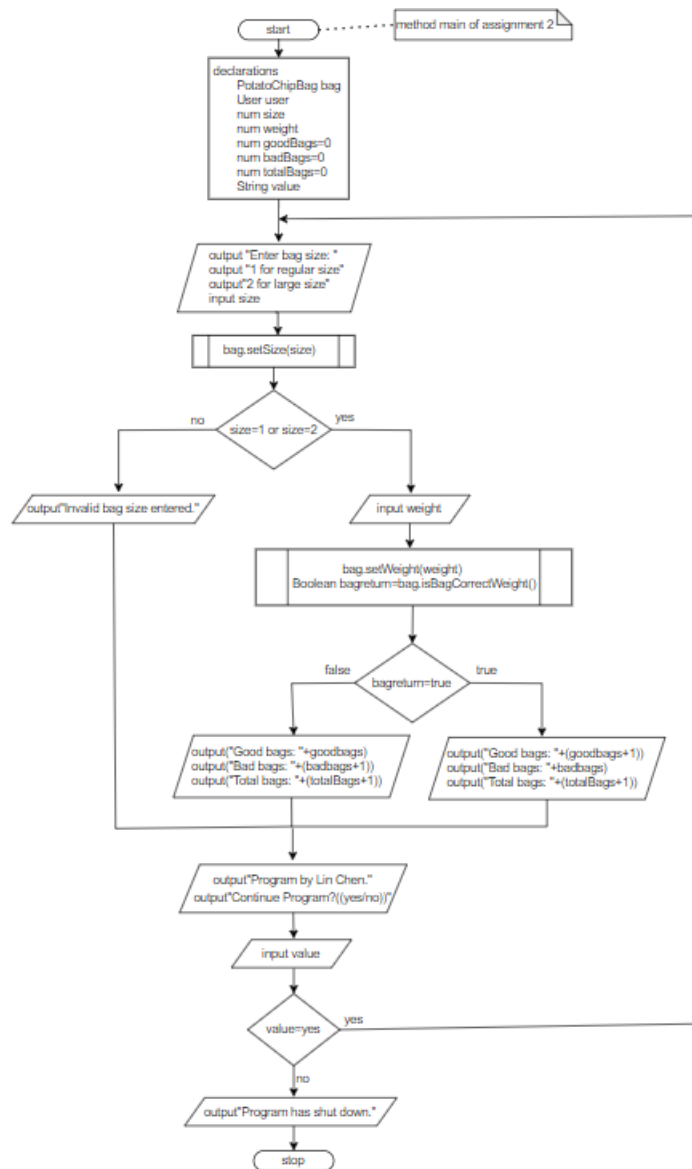 start
method main of assignment 2
declarations
PotatoChipBag bag
User user
num size
num weight
num goodBags=0
num badBags=0
num totalBags=0
String value
output "Enter bag size: "
output "1 for regular size"
output"2 for large size"
input size
bag.setSize(size)
no
size=1 or size=2
yes
output"Invalid bag size entered."
input weight
bag.setWeight(weight)
Boolean bagreturn=bag.isBagCorrectWeight()
false
bagreturn=true
true
output("Good bags: "+goodbags)
output("Bad bags: "+(badbags+1))
output("Total bags: "+(totalBags+1))
output("Good bags: "+(goodbags+1))
output("Bad bags: "+badbags)
output("Total bags: "+(totalBags+1))
output"Program by Lin Chen."
output"Continue Program?((yes/no))"
input value
value=yes
yes
no
output"Program has shut down."
stop